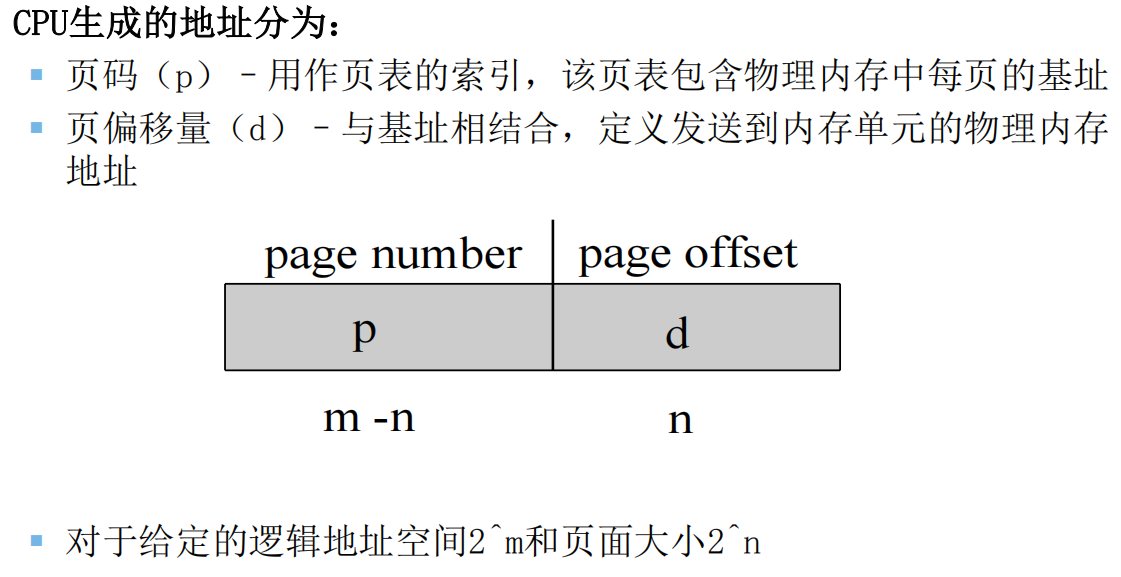 CPU生成的地址分为：
▪ 页码（p）–用作页表的索引，该页表包含物理内存中每页的基址
▪ 页偏移量（d）–与基址相结合，定义发送到内存单元的物理内存
地址
page number page offset
p d
m -n n
▪ 对于给定的逻辑地址空间2^m和页面大小2^n